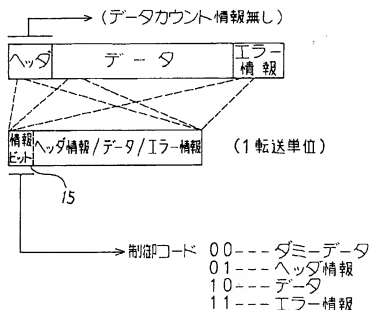 (データカウント情報無し)
ヘッダ データ エラー
情報
情報
ビット ヘッダ情報/データ/エラー情報 (1転送単位)
15
制御コード 00---ダミーデータ
01---ヘッダ情報
10---データ
11---エラー情報